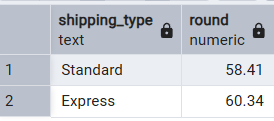 shipping_type round
text numeric
1 Standard 58.41
2 Express 60.34